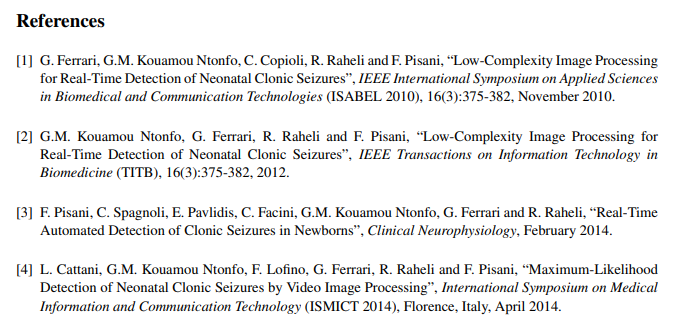 References
[1] G. Ferrari, G.M. Kouamou Ntonfo, C. Copioli, R. Raheli and F. Pisani, “Low-Complexity Image Processing
for Real-Time Detection of Neonatal Clonic Seizures”, IEEE International Symposium on Applied Sciences
in Biomedical and Communication Technologies (ISABEL 2010), 16(3):375-382, November 2010.
[2] G.M. Kouamou Ntonfo, G. Ferrari, R. Raheli and F. Pisani, “Low-Complexity Image Processing for
Real-Time Detection of Neonatal Clonic Seizures”, IEEE Transactions on Information Technology in
Biomedicine (TITB), 16(3):375-382, 2012.
[3] F. Pisani, C. Spagnoli, E. Pavlidis, C. Facini, G.M. Kouamou Ntonfo, G. Ferrari and R. Raheli, “Real-Time
Automated Detection of Clonic Seizures in Newborns”, Clinical Neurophysiology, February 2014.
[4] L. Cattani, G.M. Kouamou Ntonfo, F. Lofino, G. Ferrari, R. Raheli and F. Pisani, “Maximum-Likelihood
Detection of Neonatal Clonic Seizures by Video Image Processing”, International Symposium on Medical
Information and Communication Technology (ISMICT 2014), Florence, Italy, April 2014.